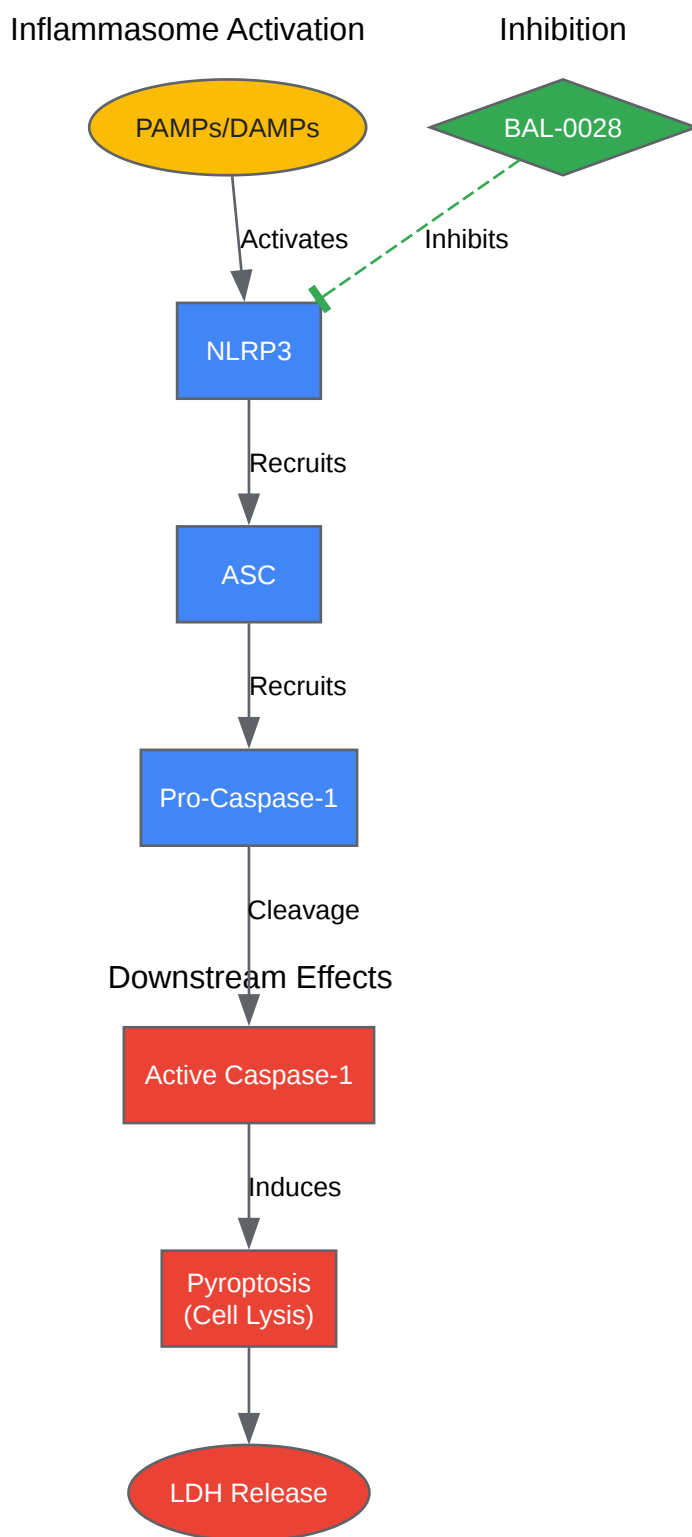 Inflammasome Activation
Inhibition
PAMPs/DAMPs
BAL-0028
Activates
Inhibits
NLRP3
Recruits
ASC
Recruits
Pro-Caspase-1
Cleavage
Downstream Effects
Active Caspase-1
Induces
Pyroptosis
(Cell Lysis)
LDH Release